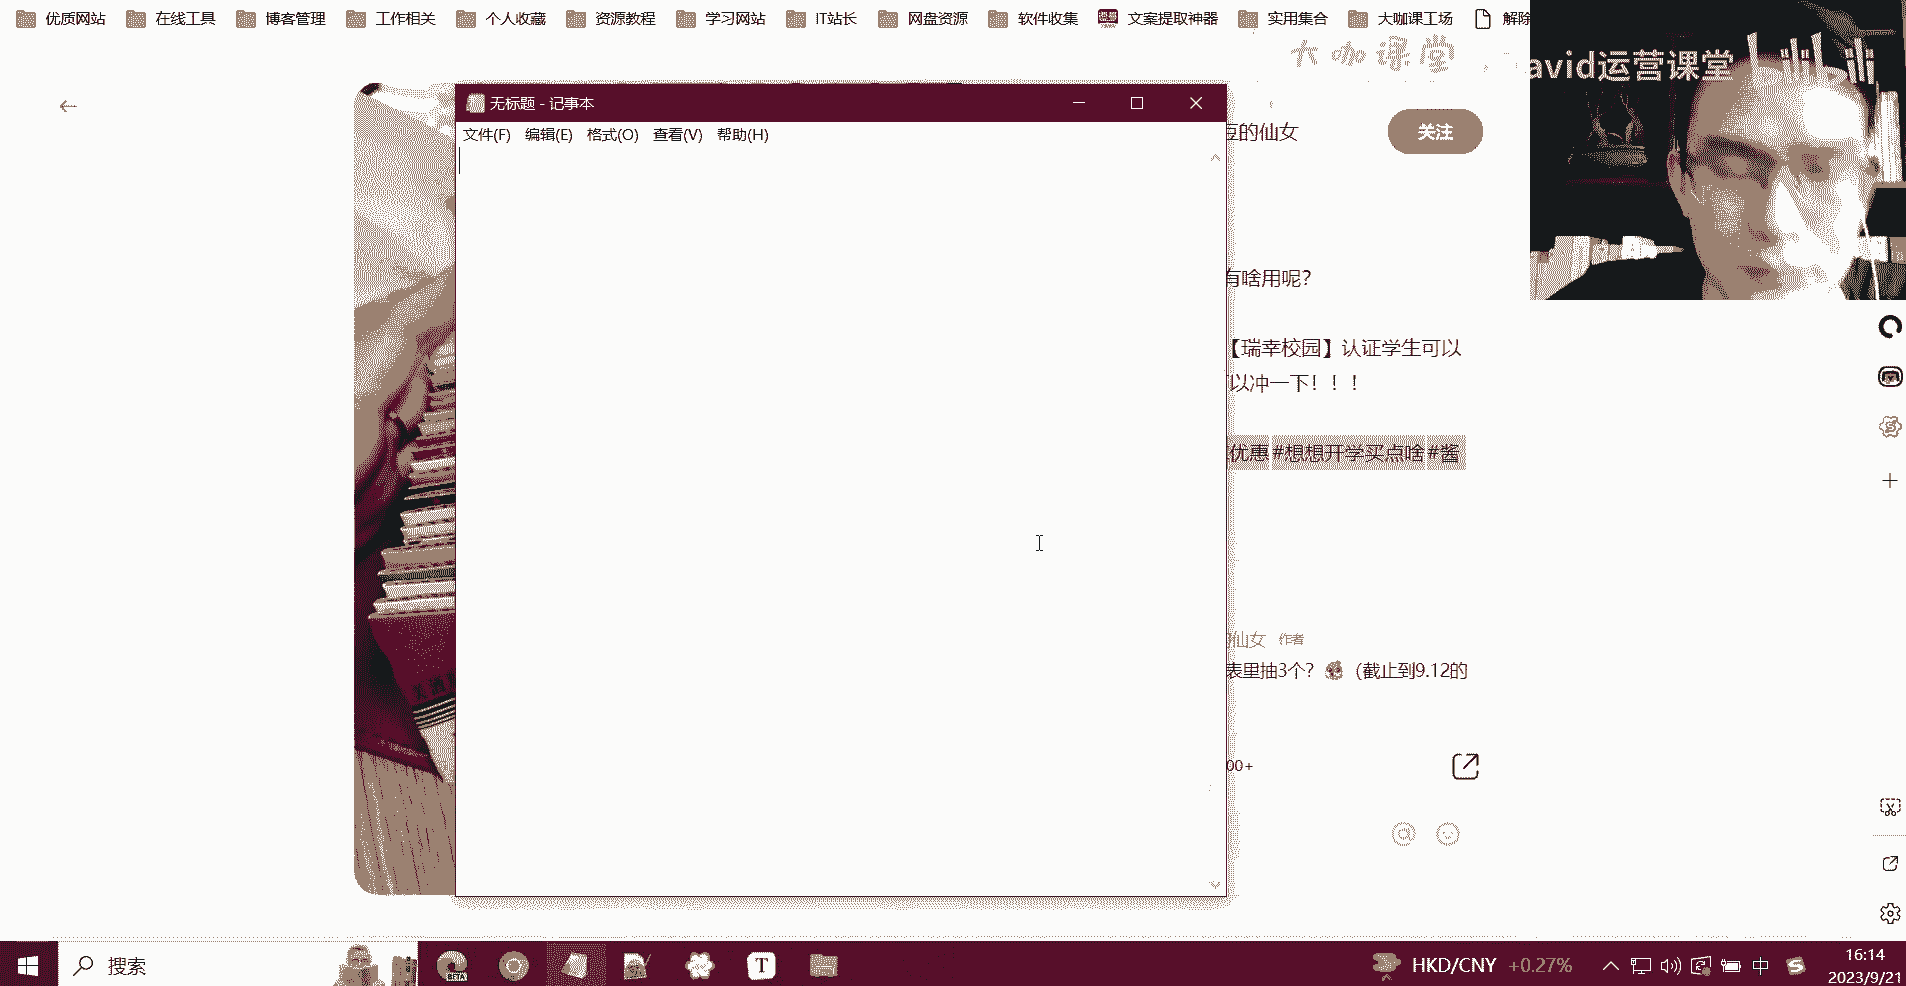 优质网站 在线工具 博客管理 工作相关 个人收藏 资源教程 学习网站 IT站长 网盘资源 软件收集 文案提取神器 实用集合 大咖课工场 解除
大咖课堂
avid运营课堂
无标题 - 记事本
文件(F) 编辑(E) 格式(O) 查看(V) 帮助(H)
的仙女
关注
有啥用呢？
【瑞幸校园】认证学生可以
以冲一下！！！
优惠 #想想开学买点啥 #酱
仙女 作者
表里抽3个？ （截止到9.12的
00+
搜索
BETA
T
HKD/CNY +0.27%
中
S
16:14
2023/9/21